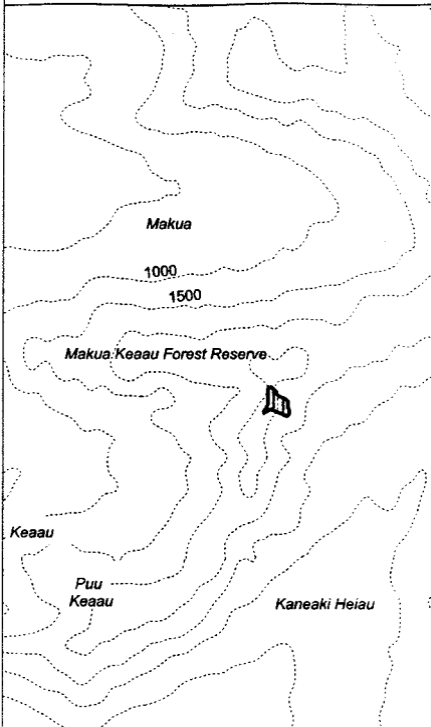 Makua
1000
1500
Makua Keaau Forest Reserve
Keaau
Puu
Keaau
Kaneaki Heiau